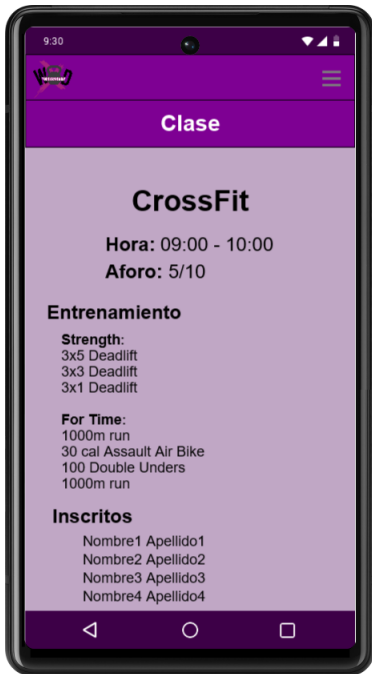 9:30
Clase
CrossFit
Hora: 09:00 - 10:00
Aforo: 5/10
Entrenamiento
Strength:
3x5 Deadlift
3x3 Deadlift
3x1 Deadlift
For Time:
1000m run
30 cal Assault Air Bike
100 Double Unders
1000m run
Inscritos
Nombre1 Apellido1
Nombre2 Apellido2
Nombre3 Apellido3
Nombre4 Apellido4